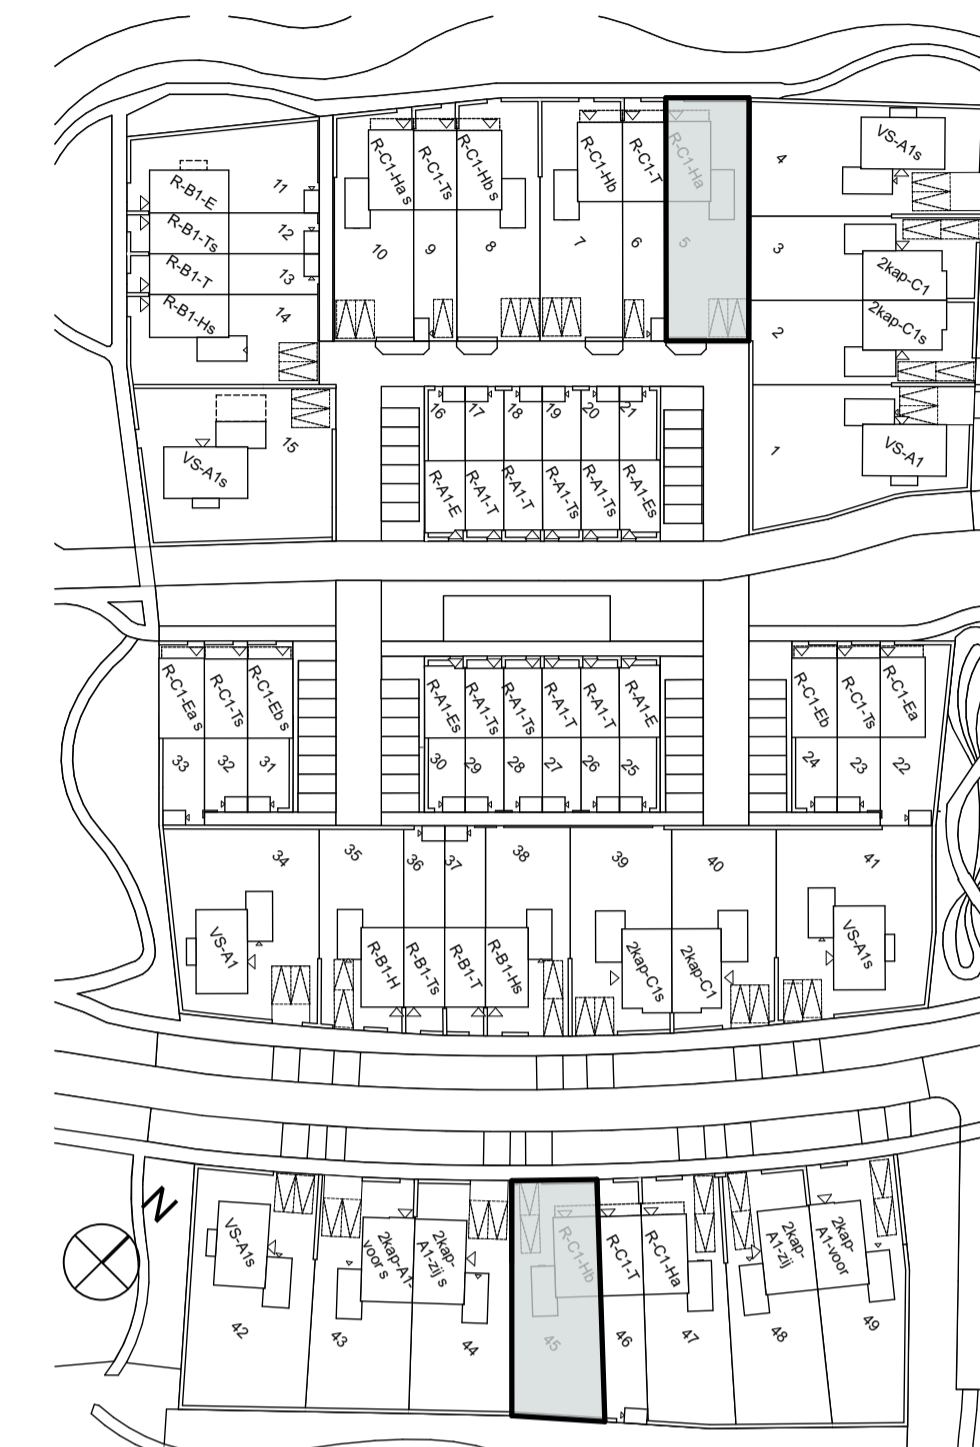 R-C1-Ha s
R-C1-Ts
R-C1-Hb s
R-C1-Hb
R-C1-T
R-C1-Ha
4
VS-A1s
R-B1-E
11
R-B1-Ts
12
R-B1-T
13
R-B1-Hs
14
10
9
8
7
6
5
3
2kap-C1
2
2kap-C1s
15
VS-A1s
16
17
18
19
20
21
R-A1-E
R-A1-T
R-A1-T
R-A1-Ts
R-A1-Ts
R-A1-Es
1
VS-A1
R-C1-Ea s
R-C1-Ts
R-C1-Eb s
R-A1-Es
R-A1-Ts
R-A1-Ts
R-A1-T
R-A1-T
R-A1-E
R-C1-Eb
R-C1-Ts
R-C1-Ea
33
32
31
30
29
28
27
26
25
24
23
22
34
35
36
37
38
39
40
41
VS-A1
R-B1-H
R-B1-Ts
R-B1-T
R-B1-Hs
2kap-C1s
2kap-C1
VS-A1s
N
VS-A1s
2kap-A1-
voor s
2kap-
A1-zij s
R-C1-Hb
R-C1-T
R-C1-Ha
2kap-
A1-zij
2kap-
A1-voor
42
43
44
45
46
47
48
49